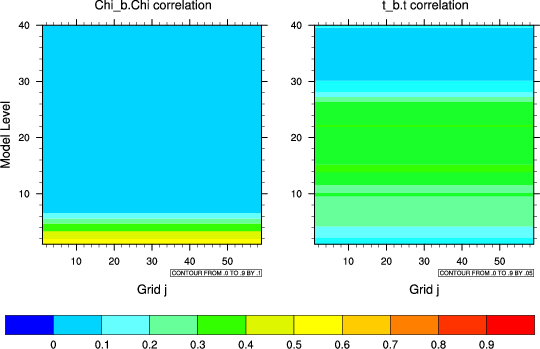 Chi_b.Chi correlation
t_b.t correlation
Model Level
40
30
20
10
10 20 30 40 50
CONTOUR FROM .0 TO .9 BY .1
Grid j
40
30
20
10
10 20 30 40 50
CONTOUR FROM .0 TO .9 BY .05
Grid j
0 0.1 0.2 0.3 0.4 0.5 0.6 0.7 0.8 0.9